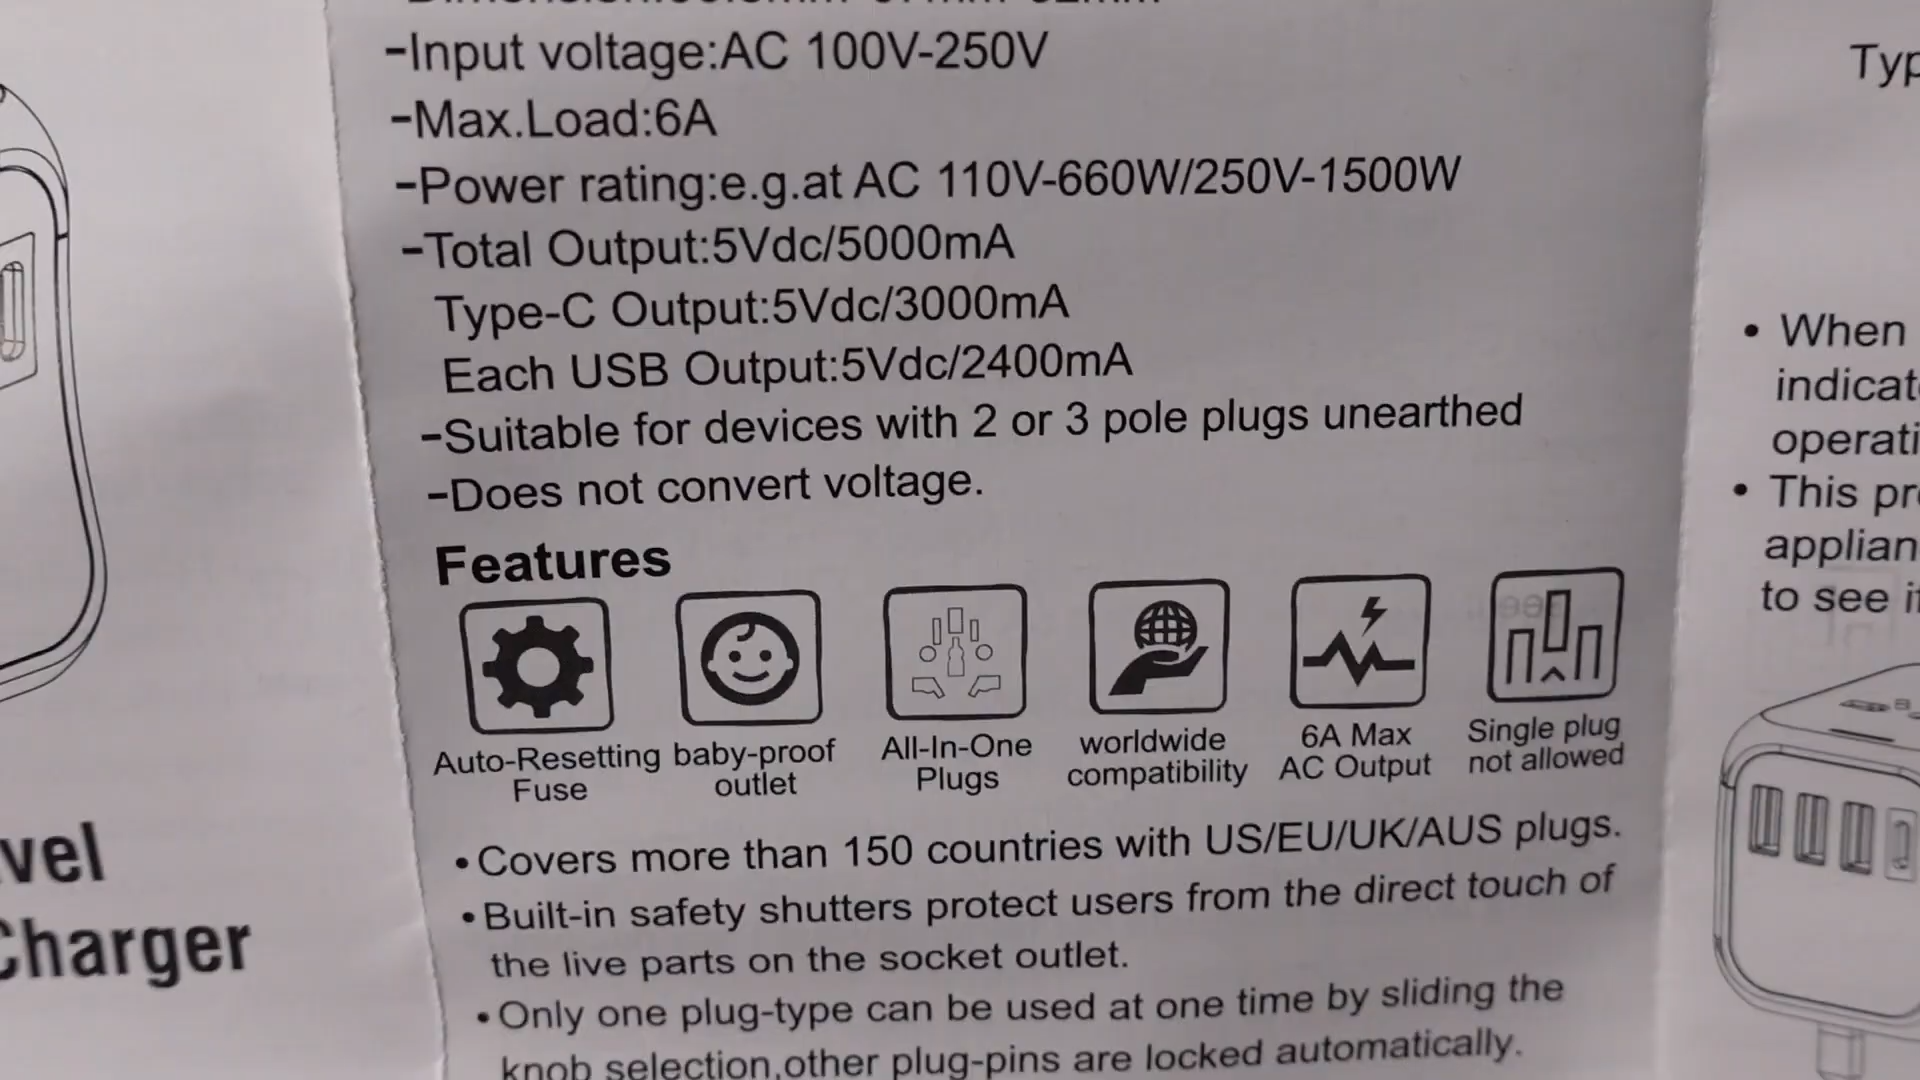 -Input voltage:AC 100V-250V
-Max.Load:6A
-Power rating:e.g.at AC 110V-660W/250V-1500W
-Total Output:5Vdc/5000mA
Type-C Output:5Vdc/3000mA
Each USB Output:5Vdc/2400mA
-Suitable for devices with 2 or 3 pole plugs unearthed
-Does not convert voltage.
Features
Auto-Resetting
Fuse
baby-proof
outlet
All-In-One
Plugs
worldwide
compatibility
6A Max
AC Output
Single plug
not allowed
•Covers more than 150 countries with US/EU/UK/AUS plugs.
•Built-in safety shutters protect users from the direct touch of
the live parts on the socket outlet.
•Only one plug-type can be used at one time by sliding the
knob selection,other plug-pins are locked automatically.
vel
Charger
Typ
• When
indicat
operati
• This pr
applian
to see i